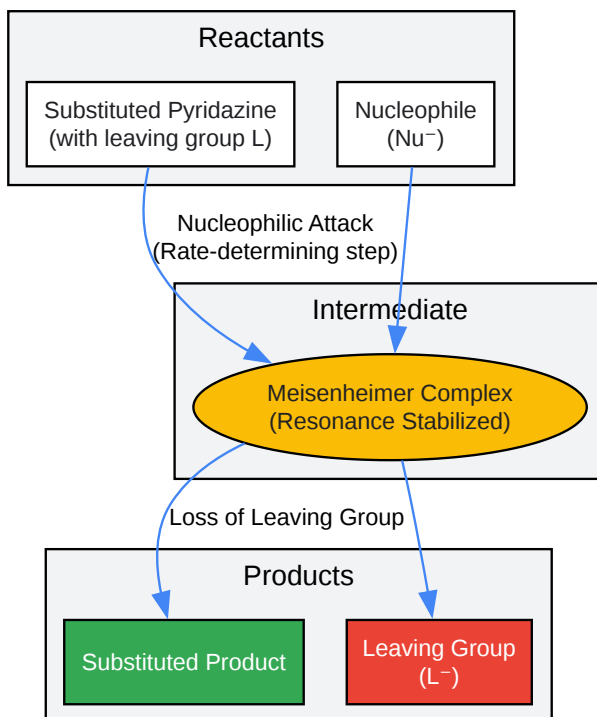 Reactants
Substituted Pyridazine
(with leaving group L)
Nucleophile
(Nu⁻)
Nucleophilic Attack
(Rate-determining step)
Intermediate
Meisenheimer Complex
(Resonance Stabilized)
Loss of Leaving Group
Products
Substituted Product
Leaving Group
(L⁻)